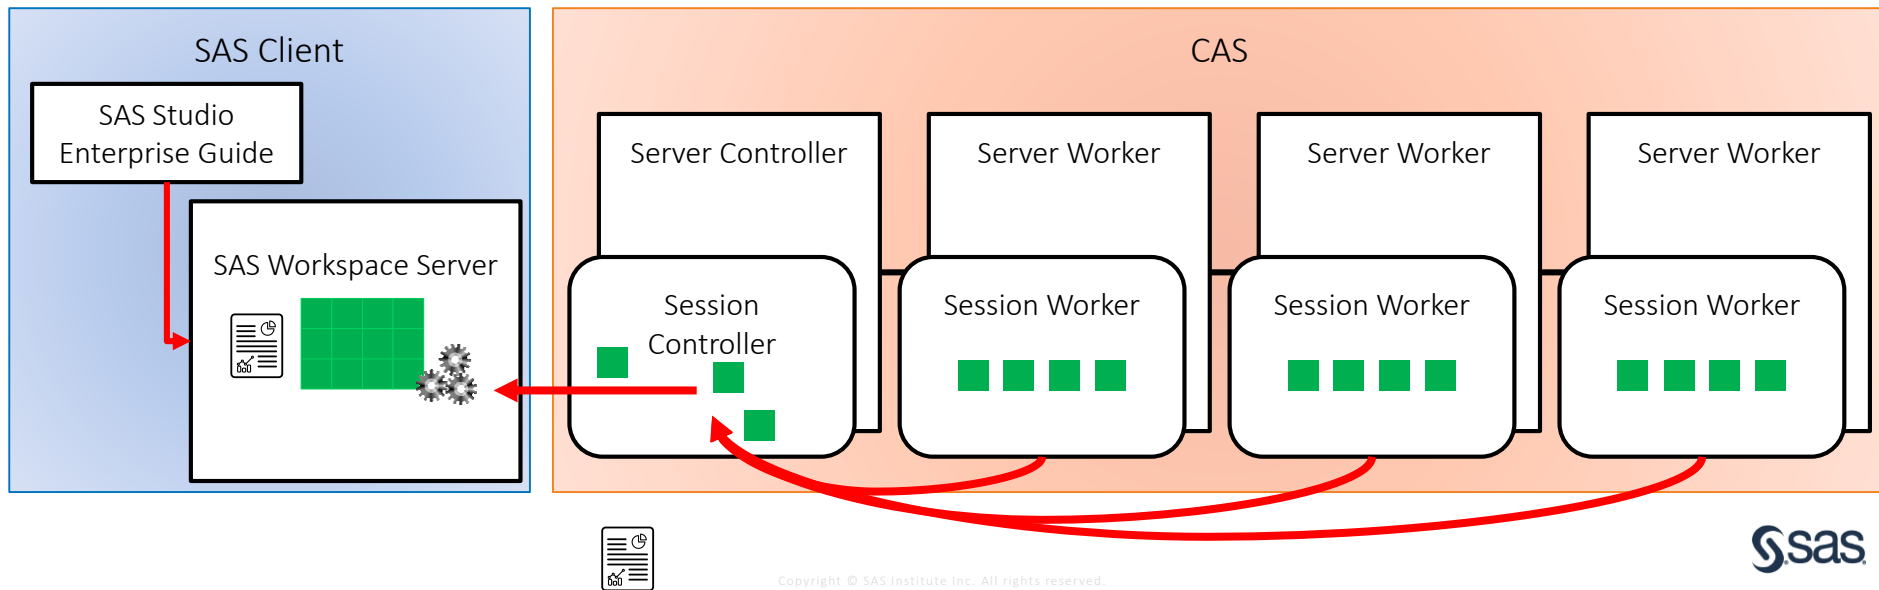 SAS Client
SAS Studio
Enterprise Guide
SAS Workspace Server
CAS
Server Controller
Server Worker
Server Worker
Server Worker
Session
Controller
Session Worker
Session Worker
Session Worker
Copyright © SAS Institute Inc. All rights reserved.
sas